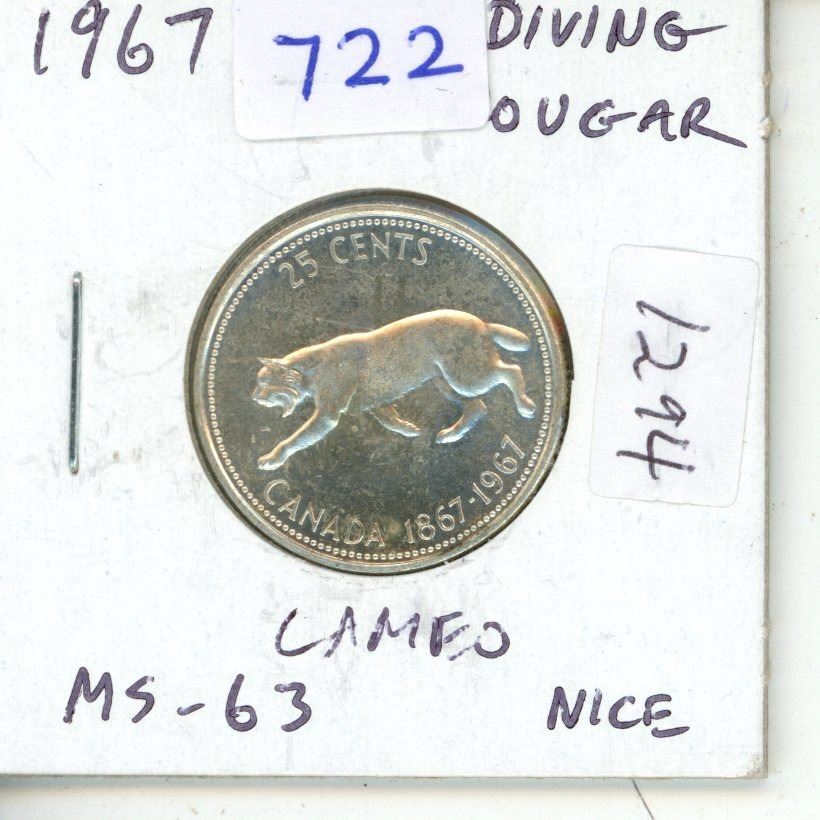 1967
722
DIVING
OUGAR
25 CENTS
CANADA 1867-1967
1294
CAMEO
MS-63
NICE